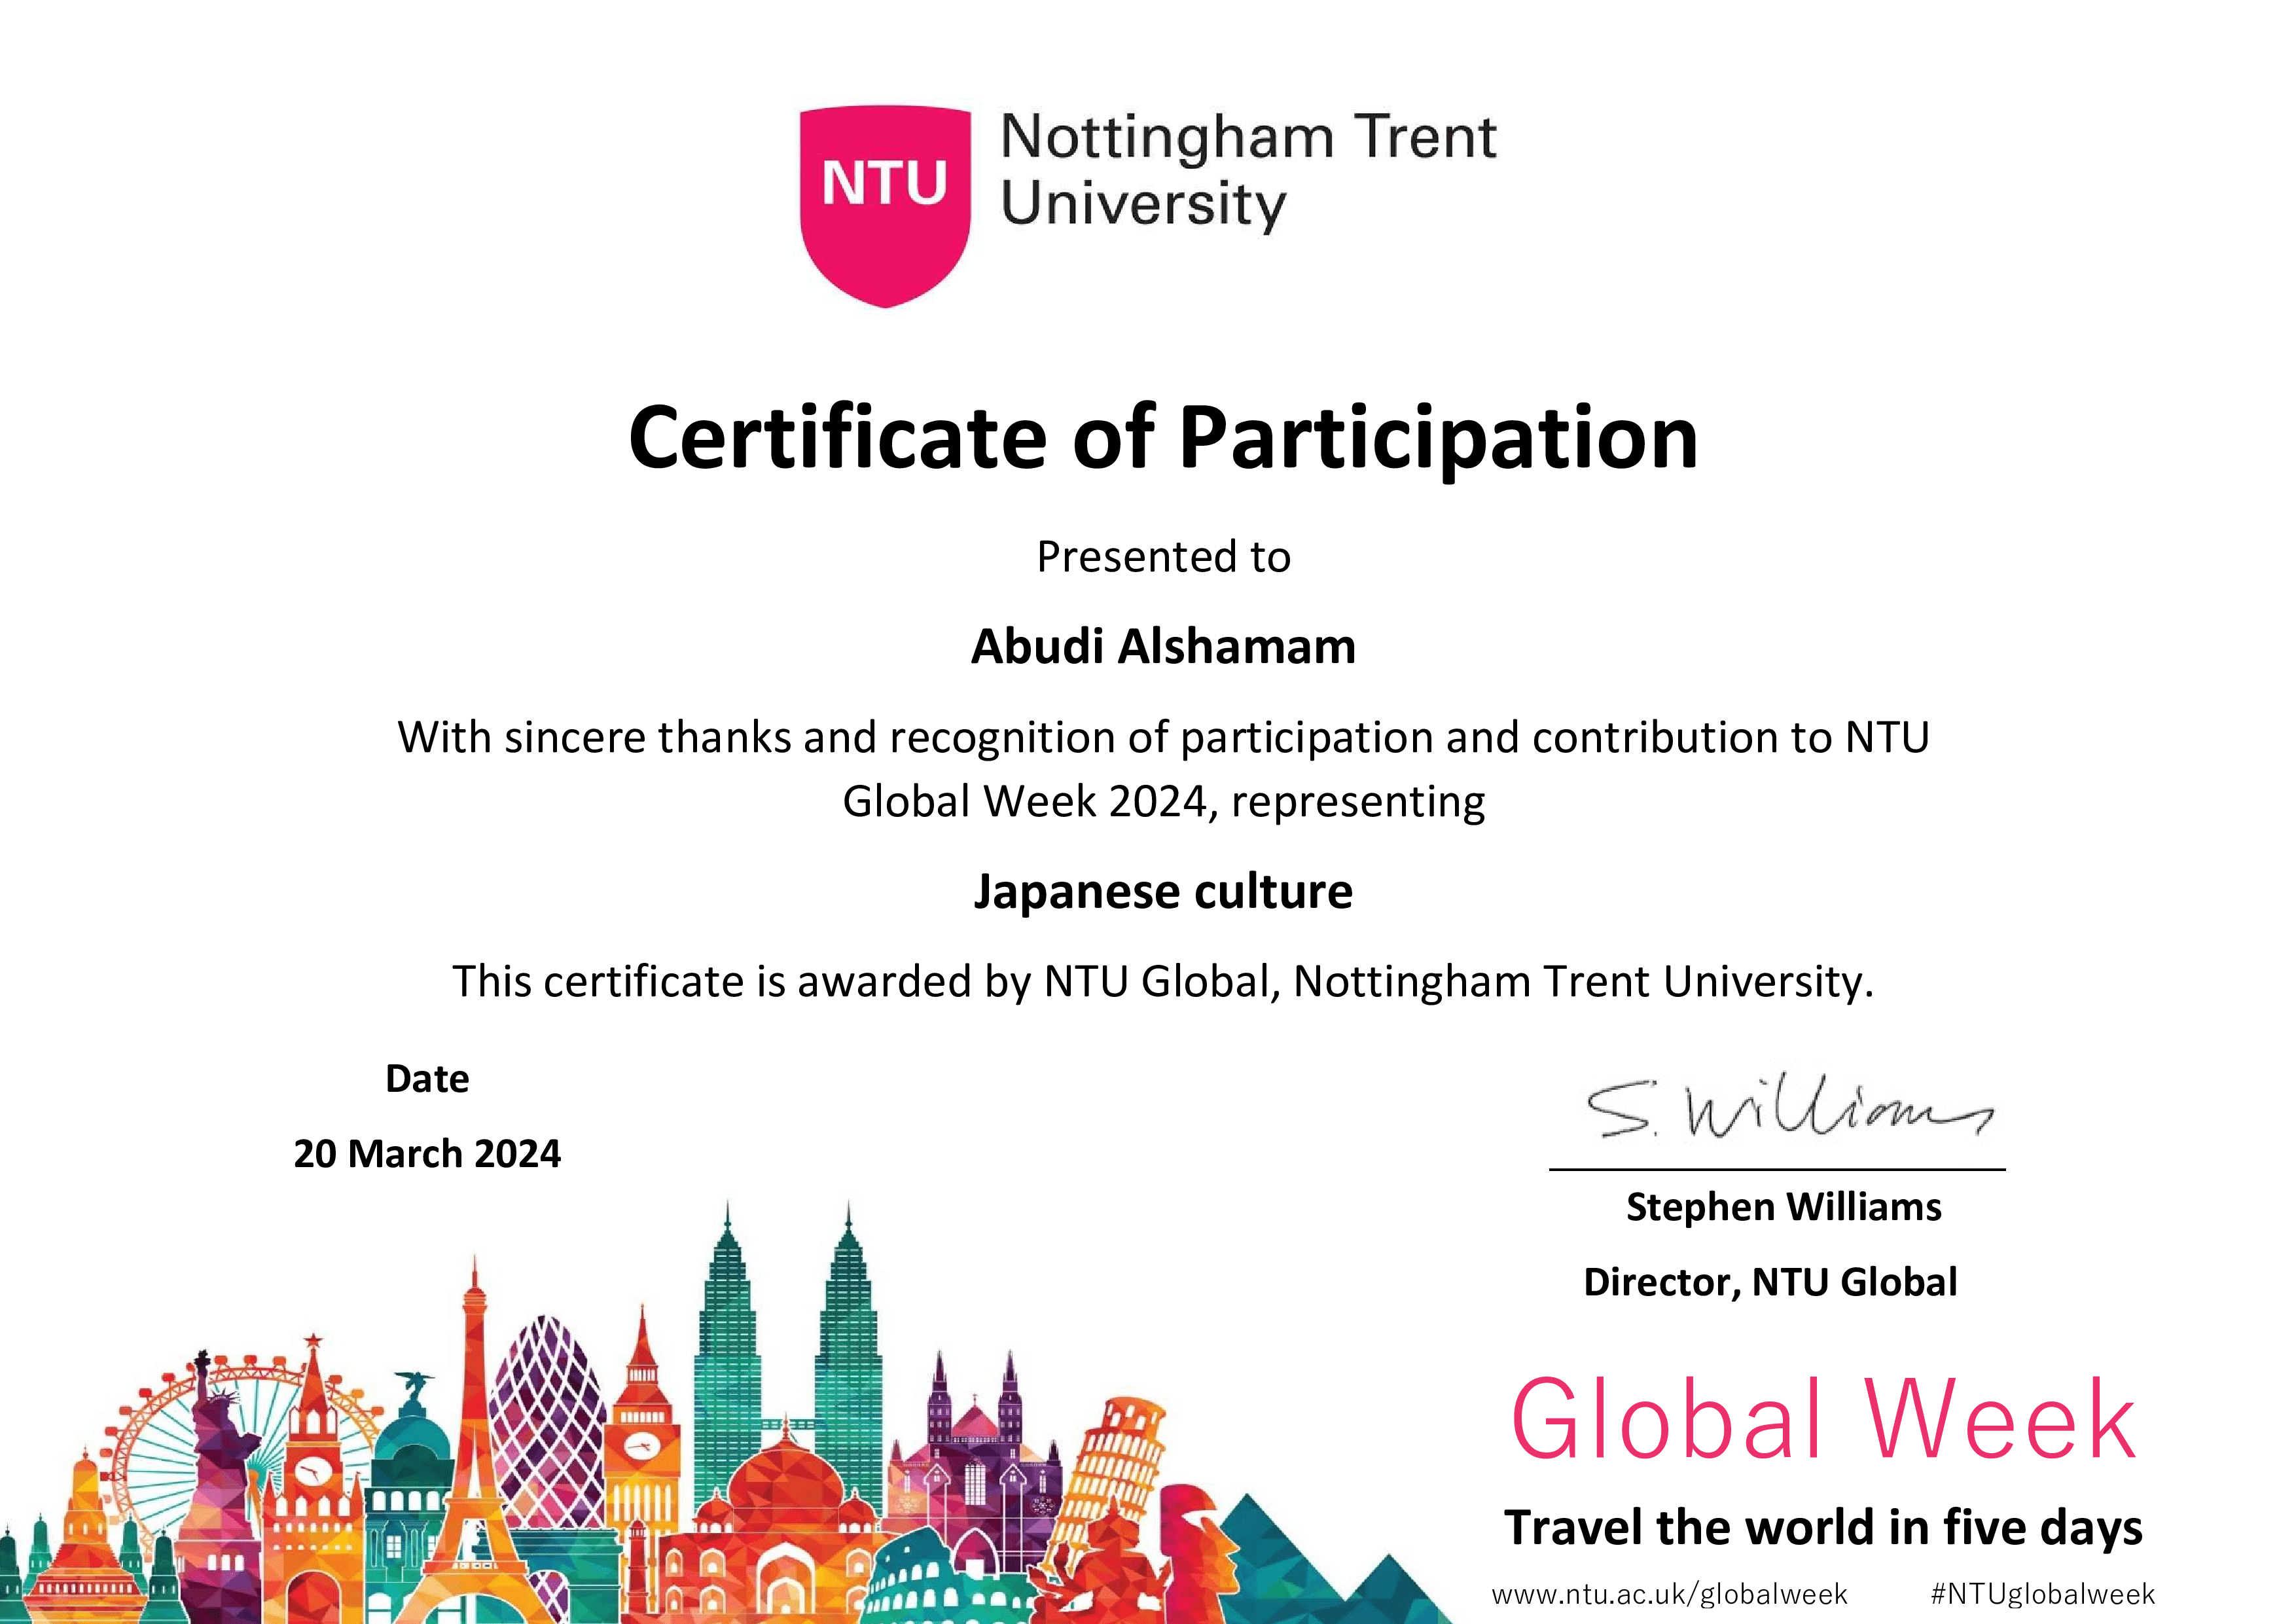 NTU
Nottingham Trent
University
Certificate of Participation
Presented to
Abudi Alshamam
With sincere thanks and recognition of participation and contribution to NTU
Global Week 2024, representing
Japanese culture
This certificate is awarded by NTU Global, Nottingham Trent University.
Date
20 March 2024
S. Williams
Stephen Williams
Director, NTU Global
Global Week
Travel the world in five days
www.ntu.ac.uk/globalweek #NTUglobalweek